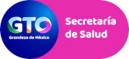 GTO
Grandeza de México
Secretaría
de Salud